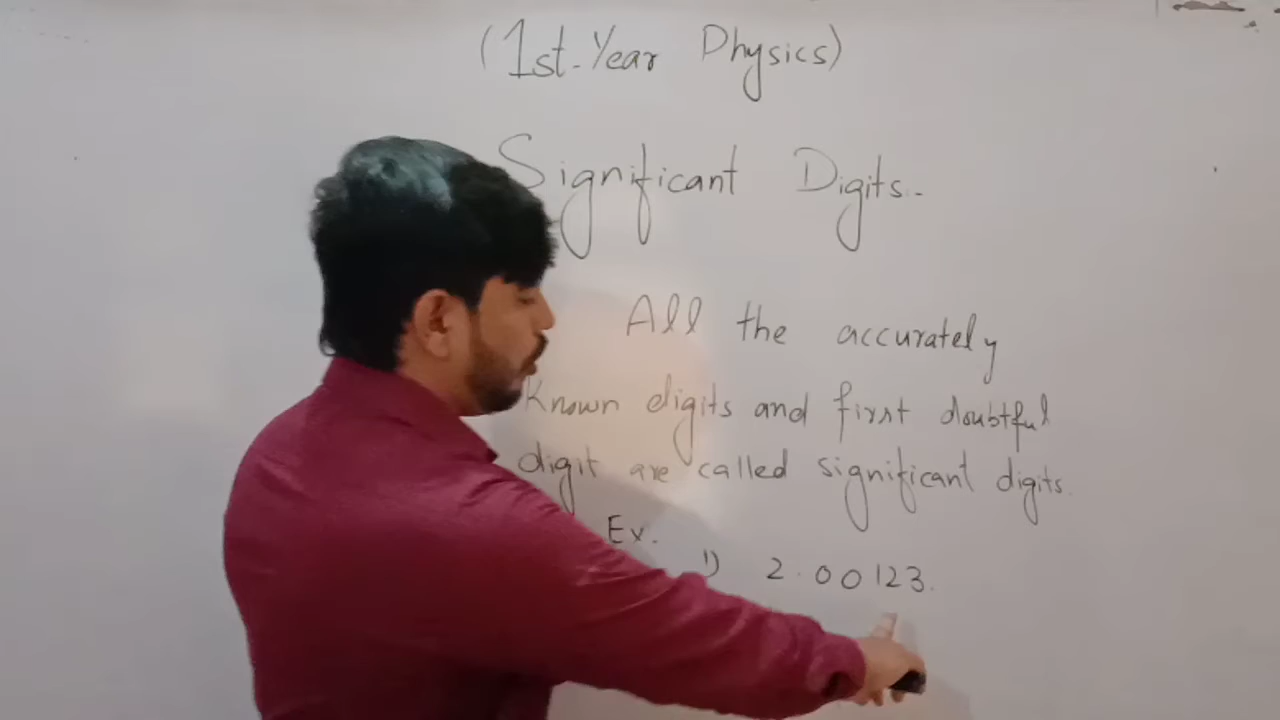 (1st-Year Physics)
Significant Digits.
All the accurately
Known digits and first doubtful
digit are called significant digits.
Ex.
1) 2.00123.